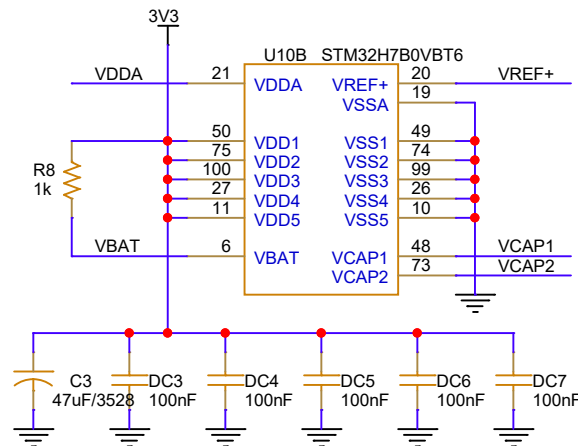 3V3
U10B STM32H7B0VBT6
VDDA 21 VDDA VREF+ 20 VREF+
VSSA 19
50 VDD1 VSS1 49
75 VDD2 VSS2 74
100 VDD3 VSS3 99
27 VDD4 VSS4 26
11 VDD5 VSS5 10
R8
1k
VBAT 6 VBAT VCAP1 48 VCAP1
VCAP2 73 VCAP2
C3 DC3 DC4 DC5 DC6 DC7
47uF/3528 100nF 100nF 100nF 100nF 100nF